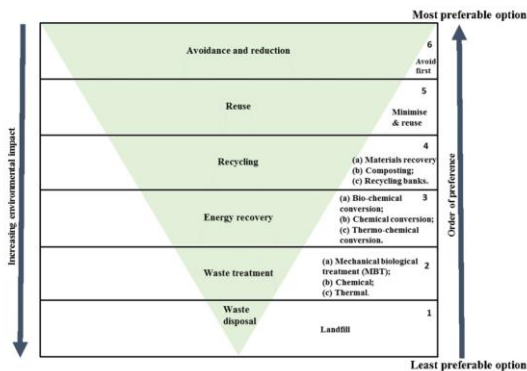 Most preferable option
Increasing environmental impact
Order of preference
Avoidance and reduction
6
Avoid-
first
Reuse
5
Minimise
& reuse
Recycling
4
(a) Materials recovery
(b) Composting;
(c) Recycling banks.
Energy recovery
3
(a) Bio-chemical
conversion;
(b) Chemical conversion;
(c) Thermo-chemical
conversion.
Waste treatment
2
(a) Mechanical biological
treatment (MBT);
(b) Chemical;
(c) Thermal.
Waste
disposal
1
Landfill
Least preferable option